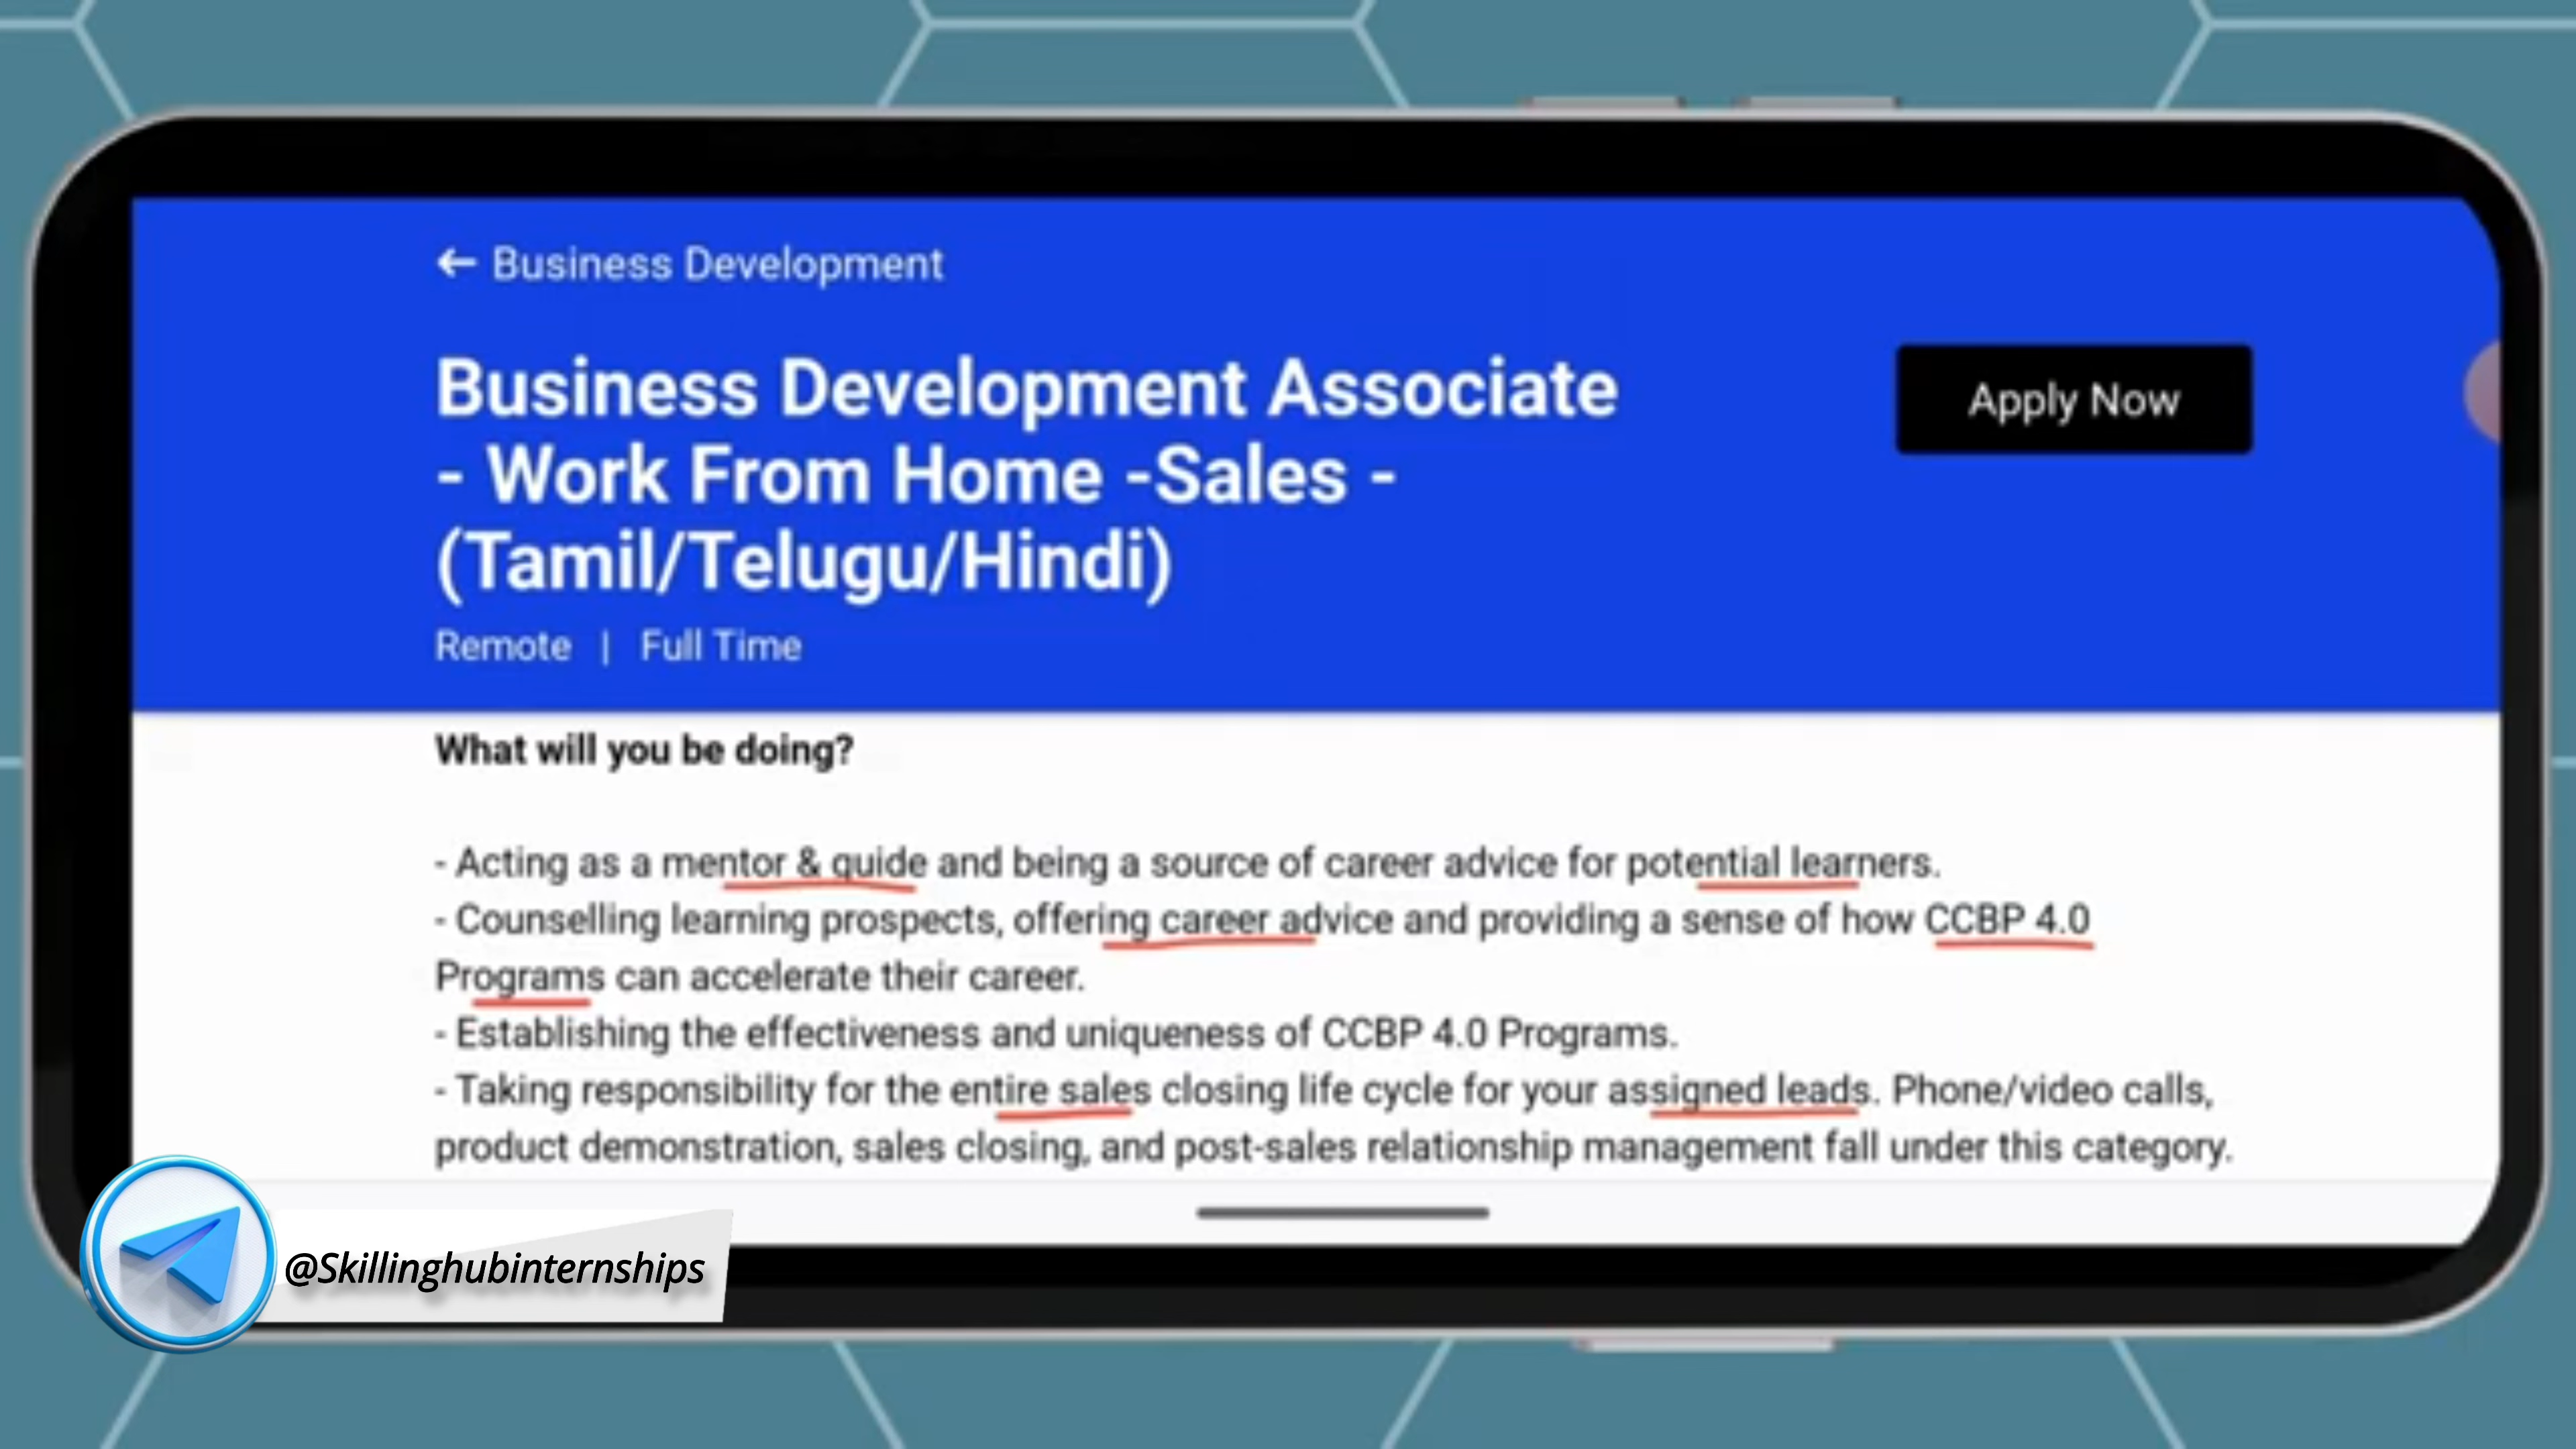 ← Business Development
Business Development Associate
- Work From Home -Sales -
(Tamil/Telugu/Hindi)
Apply Now
Remote | Full Time
What will you be doing?
- Acting as a mentor & guide and being a source of career advice for potential learners.
- Counselling learning prospects, offering career advice and providing a sense of how CCBP 4.0
Programs can accelerate their career.
- Establishing the effectiveness and uniqueness of CCBP 4.0 Programs.
- Taking responsibility for the entire sales closing life cycle for your assigned leads. Phone/video calls,
product demonstration, sales closing, and post-sales relationship management fall under this category.
@Skillinghubinternships